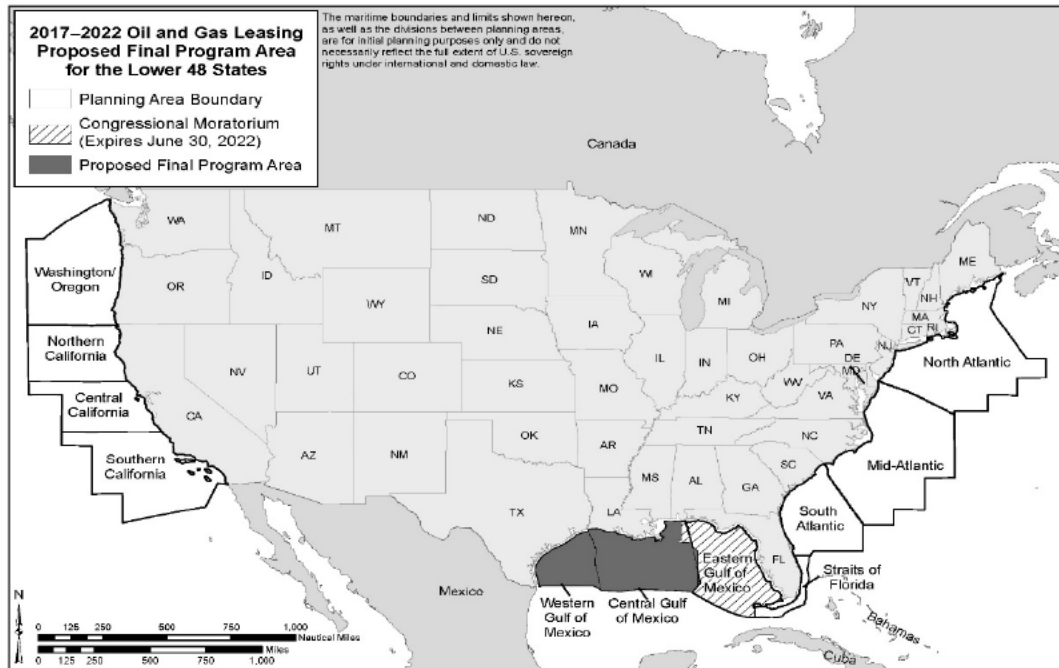 2017–2022 Oil and Gas Leasing
Proposed Final Program Area
for the Lower 48 States
Planning Area Boundary
Congressional Moratorium
(Expires June 30, 2022)
Proposed Final Program Area
The maritime boundaries and limits shown hereon,
as well as the divisions between planning areas,
are for initial planning purposes only and do not
necessarily reflect the full extent of U.S. sovereign
rights under international and domestic law.
Canada
WA
MT
ND
MN
ME
Washington/
Oregon
OR
ID
SD
WI
MI
VT
NH
NY
MA
CT
RI
WY
Northern
California
NE
IA
PA
NJ
North Atlantic
NV
UT
CO
IL
IN
OH
DE
MD
WV
VA
Central
California
CA
KS
MO
KY
Southern
California
AZ
NM
OK
AR
TN
NC
Mid-Atlantic
SC
MS
AL
GA
TX
LA
South
Atlantic
FL
Eastern
Gulf of
Mexico
Straits of
Florida
Mexico
Western
Gulf of
Mexico
Central Gulf
of Mexico
Bahamas
Cuba
N
0 125 250 500 750 1,000
Nautical Miles
0 125 250 500 750 1,000
Miles